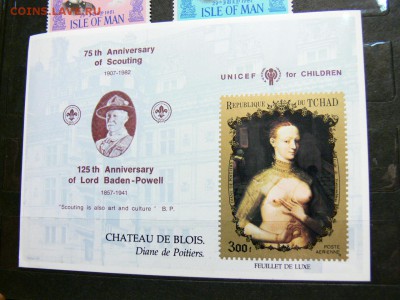 COINS.LAVE.RU
ISLE OF MAN
ISLE OF MAN
75th Anniversary
of Scouting
1907-1982
125th Anniversary
of Lord Baden-Powell
1857-1941
"Scouting is also art and culture" B.P.
CHATEAU DE BLOIS.
Diane de Poitiers.
UNICEF for CHILDREN
REPUBLIQUE DU TCHAD
300F
POSTE
AERIENNE
FEUILLET DE LUXE